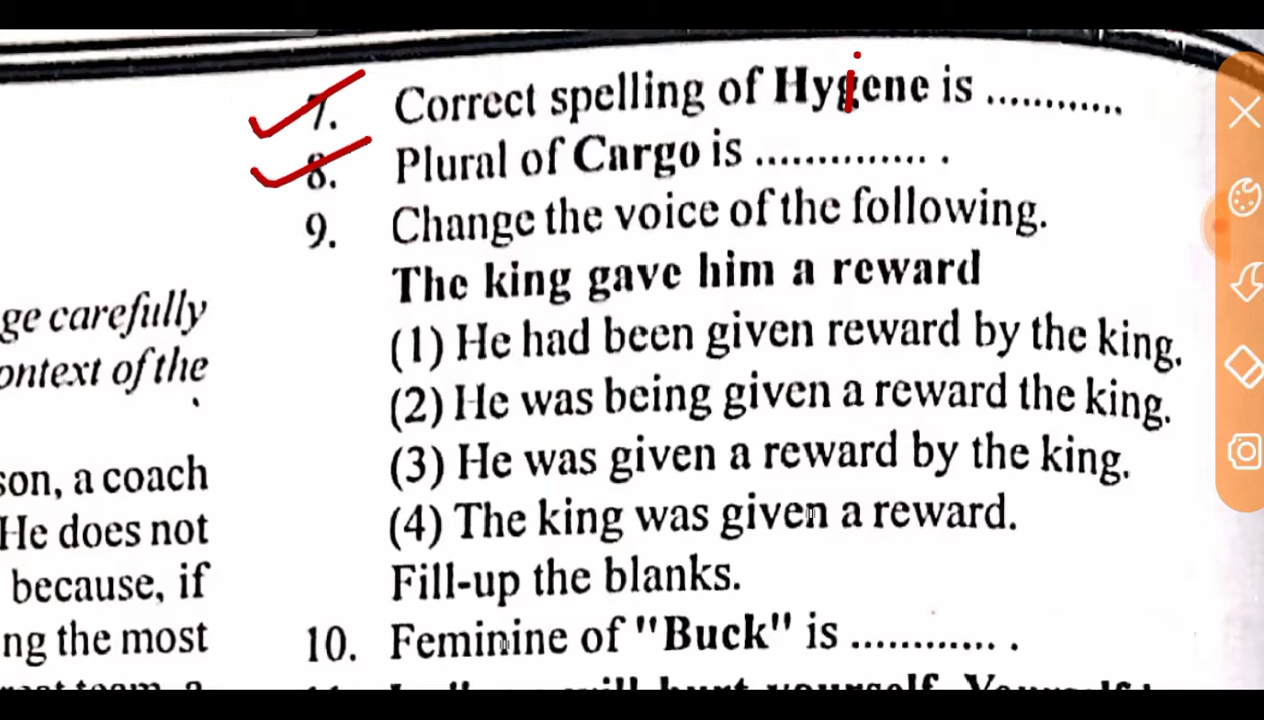 7. Correct spelling of Hygene is ............
8. Plural of Cargo is ............... .
9. Change the voice of the following.
The king gave him a reward
(1) He had been given reward by the king.
(2) He was being given a reward the king.
(3) He was given a reward by the king.
(4) The king was given a reward.
Fill-up the blanks.
10. Feminine of "Buck" is ............. .
will hurt yourself.
ge carefully
ontext of the
son, a coach
He does not
because, if
ng the most